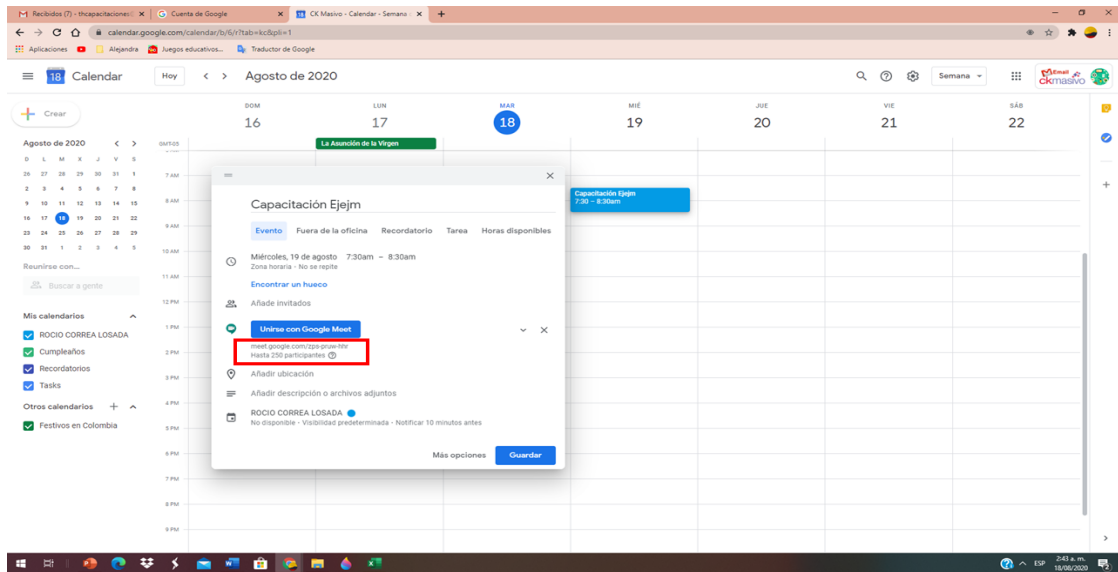 Recibidos (7) - thcapacitaciones1
Cuenta de Google
CK Masivo - Calendar - Semana
calendar.google.com/calendar/b/6/r?tab=kc&pli=1
Aplicaciones
Alejandra
Juegos educativos...
Traductor de Google
18 Calendar
Hoy
Agosto de 2020
Semana
Email
ckmasivo
Crear
DOM LUN MAR MIÉ JUE VIE SÁB
16 17 18 19 20 21 22
GMT-05
La Asunción de la Virgen
Agosto de 2020
D L M X J V S
26 27 28 29 30 31 1
2 3 4 5 6 7 8
9 10 11 12 13 14 15
16 17 18 19 20 21 22
23 24 25 26 27 28 29
30 31 1 2 3 4 5
Reunirse con...
Buscar a gente
Mis calendarios
ROCIO CORREA LOSADA
Cumpleaños
Recordatorios
Tasks
Otros calendarios
Festivos en Colombia
7 AM
8 AM
9 AM
10 AM
11 AM
12 PM
1 PM
2 PM
3 PM
4 PM
5 PM
6 PM
7 PM
8 PM
9 PM
Capacitación Ejejm
7:30 – 8:30am
Capacitación Ejejm
Evento Fuera de la oficina Recordatorio Tarea Horas disponibles
Miércoles, 19 de agosto 7:30am – 8:30am
Zona horaria · No se repite
Encontrar un hueco
Añade invitados
Unirse con Google Meet
meet.google.com/zps-pruw-hhr
Hasta 250 participantes
Añadir ubicación
Añadir descripción o archivos adjuntos
ROCIO CORREA LOSADA
No disponible · Visibilidad predeterminada · Notificar 10 minutos antes
Más opciones
Guardar
ESP
2:43 a. m.
18/08/2020